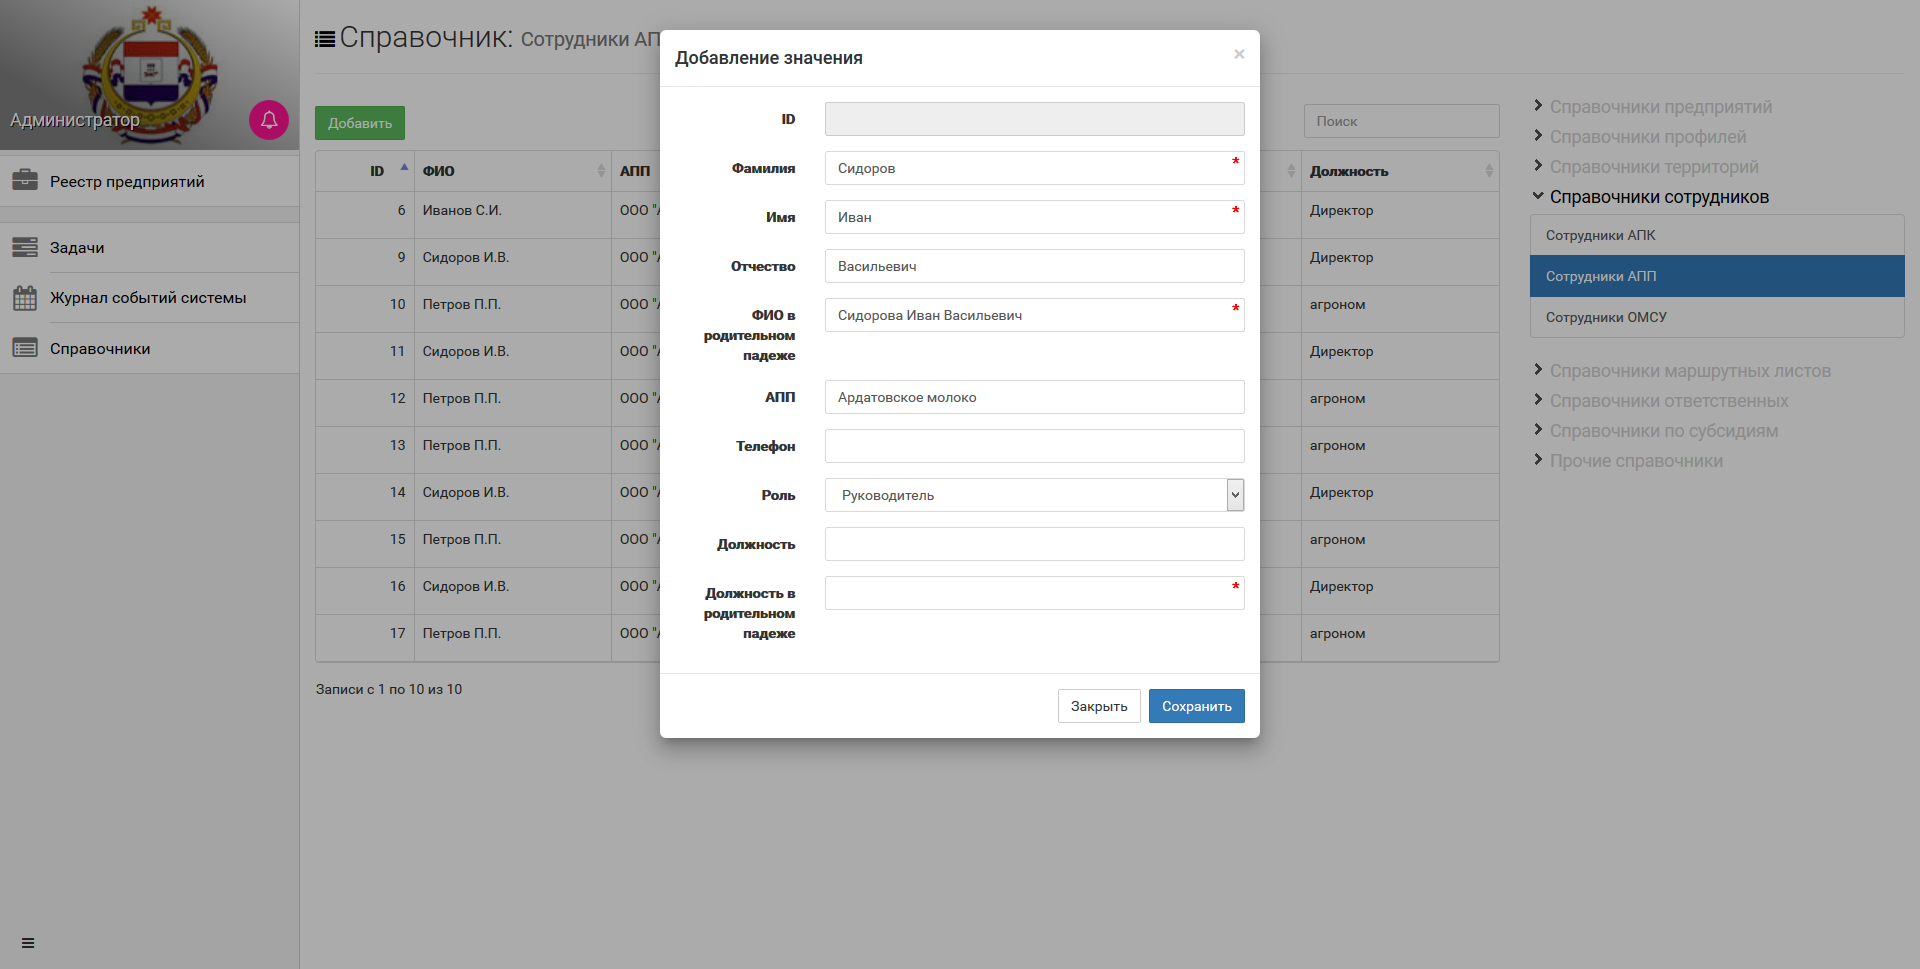 Администратор
Реестр предприятий
Задачи
Журнал событий системы
Справочники
Справочник: Сотрудники АП
Добавить
Поиск
ID ФИО АПП Должность
6 Иванов С.И. ООО " Директор
9 Сидоров И.В. ООО " Директор
10 Петров П.П. ООО " агроном
11 Сидоров И.В. ООО " Директор
12 Петров П.П. ООО " агроном
13 Петров П.П. ООО " агроном
14 Сидоров И.В. ООО " Директор
15 Петров П.П. ООО " агроном
16 Сидоров И.В. ООО " Директор
17 Петров П.П. ООО " агроном
Записи с 1 по 10 из 10
Добавление значения
×
ID
Фамилия Сидоров *
Имя Иван *
Отчество Васильевич
ФИО в
родительном
падеже
Сидорова Иван Васильевич *
АПП Ардатовское молоко
Телефон
Роль Руководитель
Должность
Должность в
родительном
падеже
*
Закрыть Сохранить
Справочники предприятий
Справочники профилей
Справочники территорий
Справочники сотрудников
Сотрудники АПК
Сотрудники АПП
Сотрудники ОМСУ
Справочники маршрутных листов
Справочники ответственных
Справочники по субсидиям
Прочие справочники